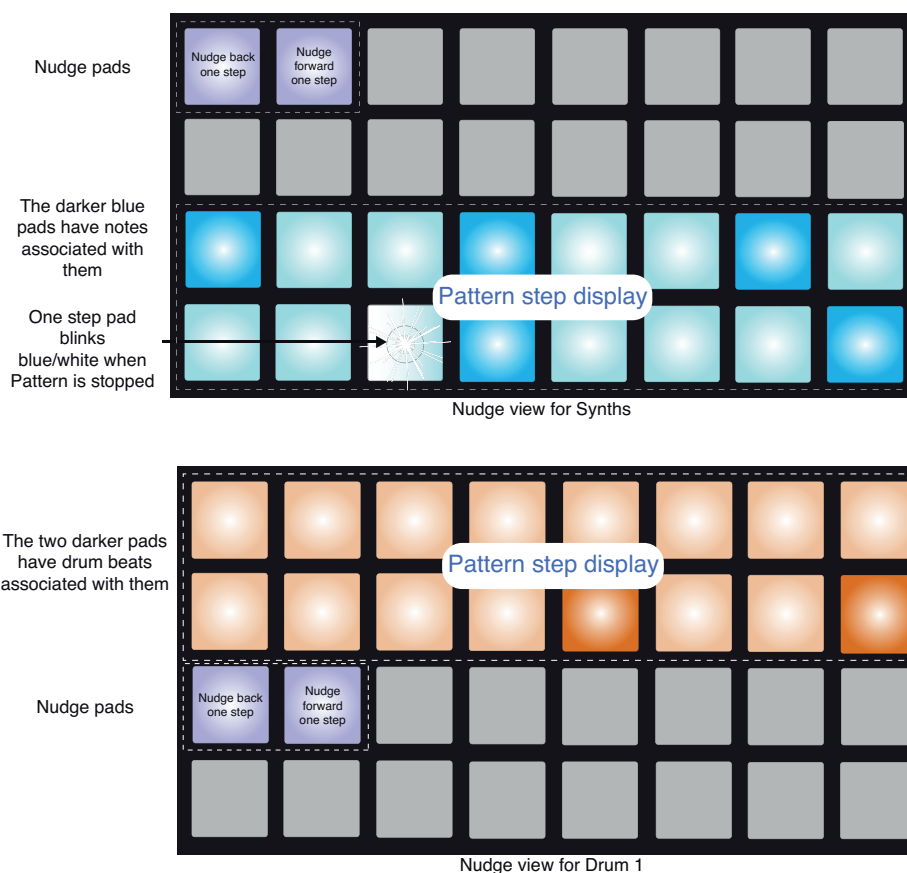 Nudge pads
Nudge back
one step
Nudge
forward
one step
The darker blue
pads have notes
associated with
them
Pattern step display
One step pad
blinks
blue/white when
Pattern is stopped
Nudge view for Synths
The two darker pads
have drum beats
associated with them
Pattern step display
Nudge pads
Nudge back
one step
Nudge
forward
one step
Nudge view for Drum 1